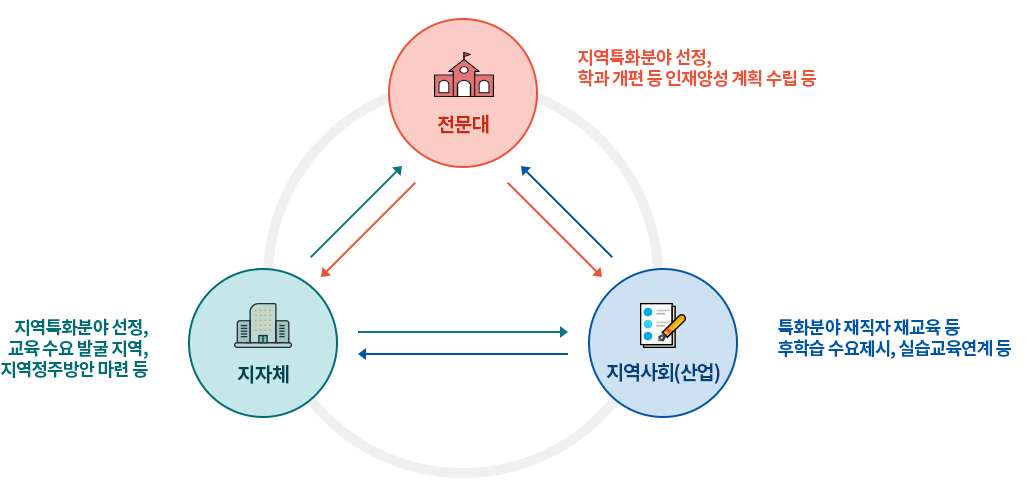 지역특화분야 선정,
학과 개편 등 인재양성 계획 수립 등
전문대
지역특화분야 선정,
교육 수요 발굴 지역,
지역정주방안 마련 등
지자체
지역사회(산업)
특화분야 재직자 재교육 등
후학습 수요제시, 실습교육연계 등